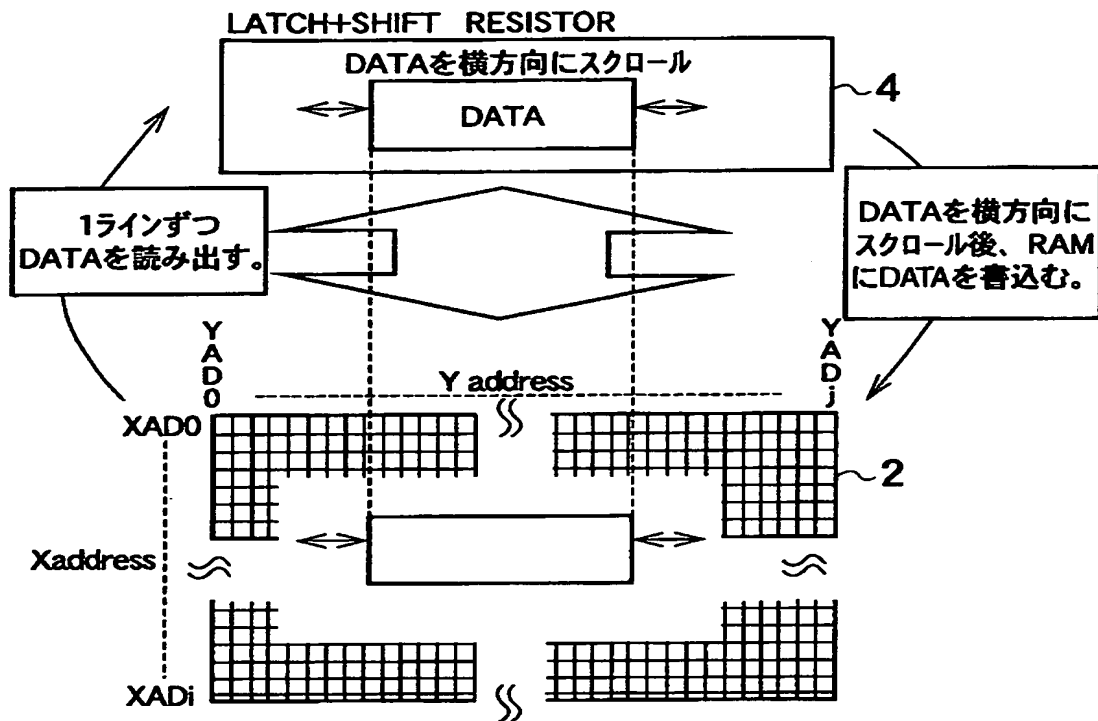 LATCH+SHIFT RESISTOR
DATAを横方向にスクロール
DATA
4
1ラインずつ
DATAを読み出す。
DATAを横方向に
スクロール後、RAM
にDATAを書込む。
YAD0
Y address
YADj
XAD0
2
Xaddress
XADi